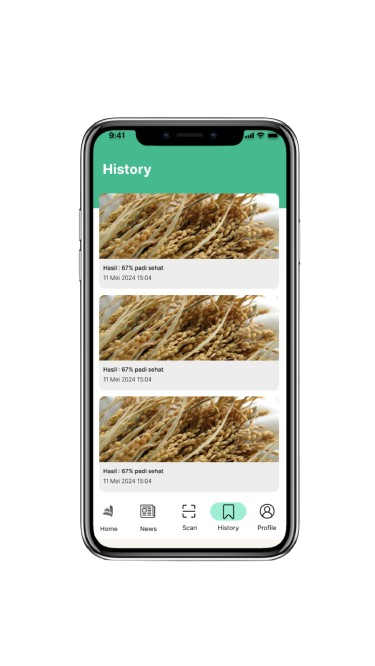 9:41
History
Hasil : 67% padi sehat
11 Mei 2024 15:04
Hasil : 67% padi sehat
11 Mei 2024 15:04
Hasil : 67% padi sehat
11 Mei 2024 15:04
Home News Scan History Profile